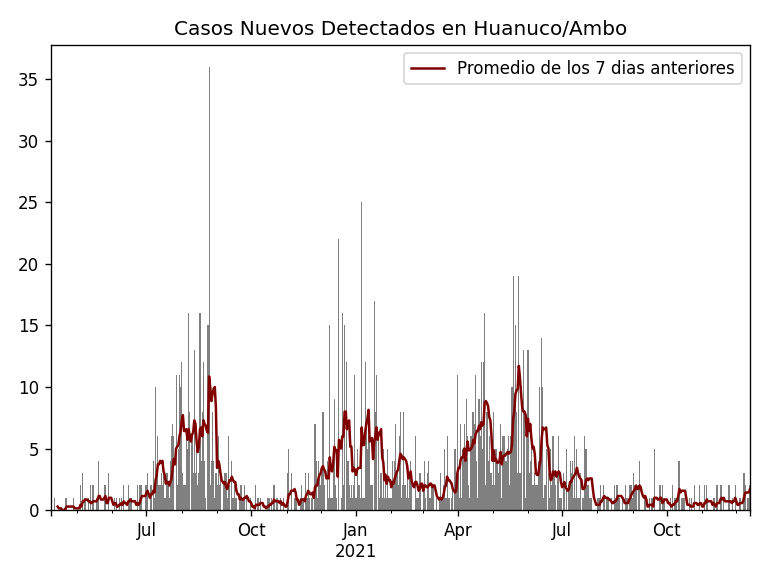 Casos Nuevos Detectados en Huanuco/Ambo
Promedio de los 7 dias anteriores
35
30
25
20
15
10
5
0
Jul
Oct
Jan
2021
Apr
Jul
Oct